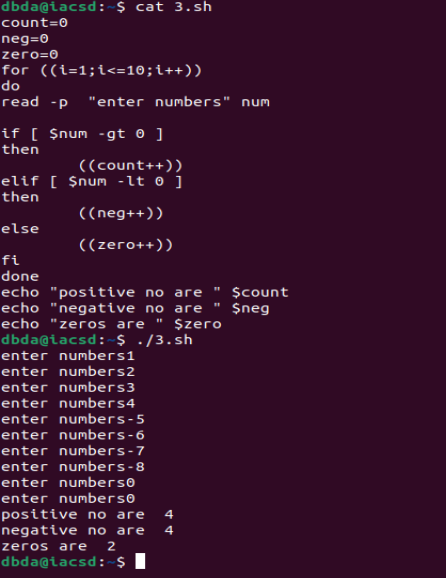 dbda@iacsd:~$ cat 3.sh
count=0
neg=0
zero=0
for ((i=1;i<=10;i++))
do
read -p  "enter numbers" num

if [ $num -gt 0 ]
then
        ((count++))
elif [ $num -lt 0 ]
then
        ((neg++))
else
        ((zero++))
fi
done
echo "positive no are " $count
echo "negative no are " $neg
echo "zeros are " $zero
dbda@iacsd:~$ ./3.sh
enter numbers1
enter numbers2
enter numbers3
enter numbers4
enter numbers-5
enter numbers-6
enter numbers-7
enter numbers-8
enter numbers0
enter numbers0
positive no are  4
negative no are  4
zeros are  2
dbda@iacsd:~$